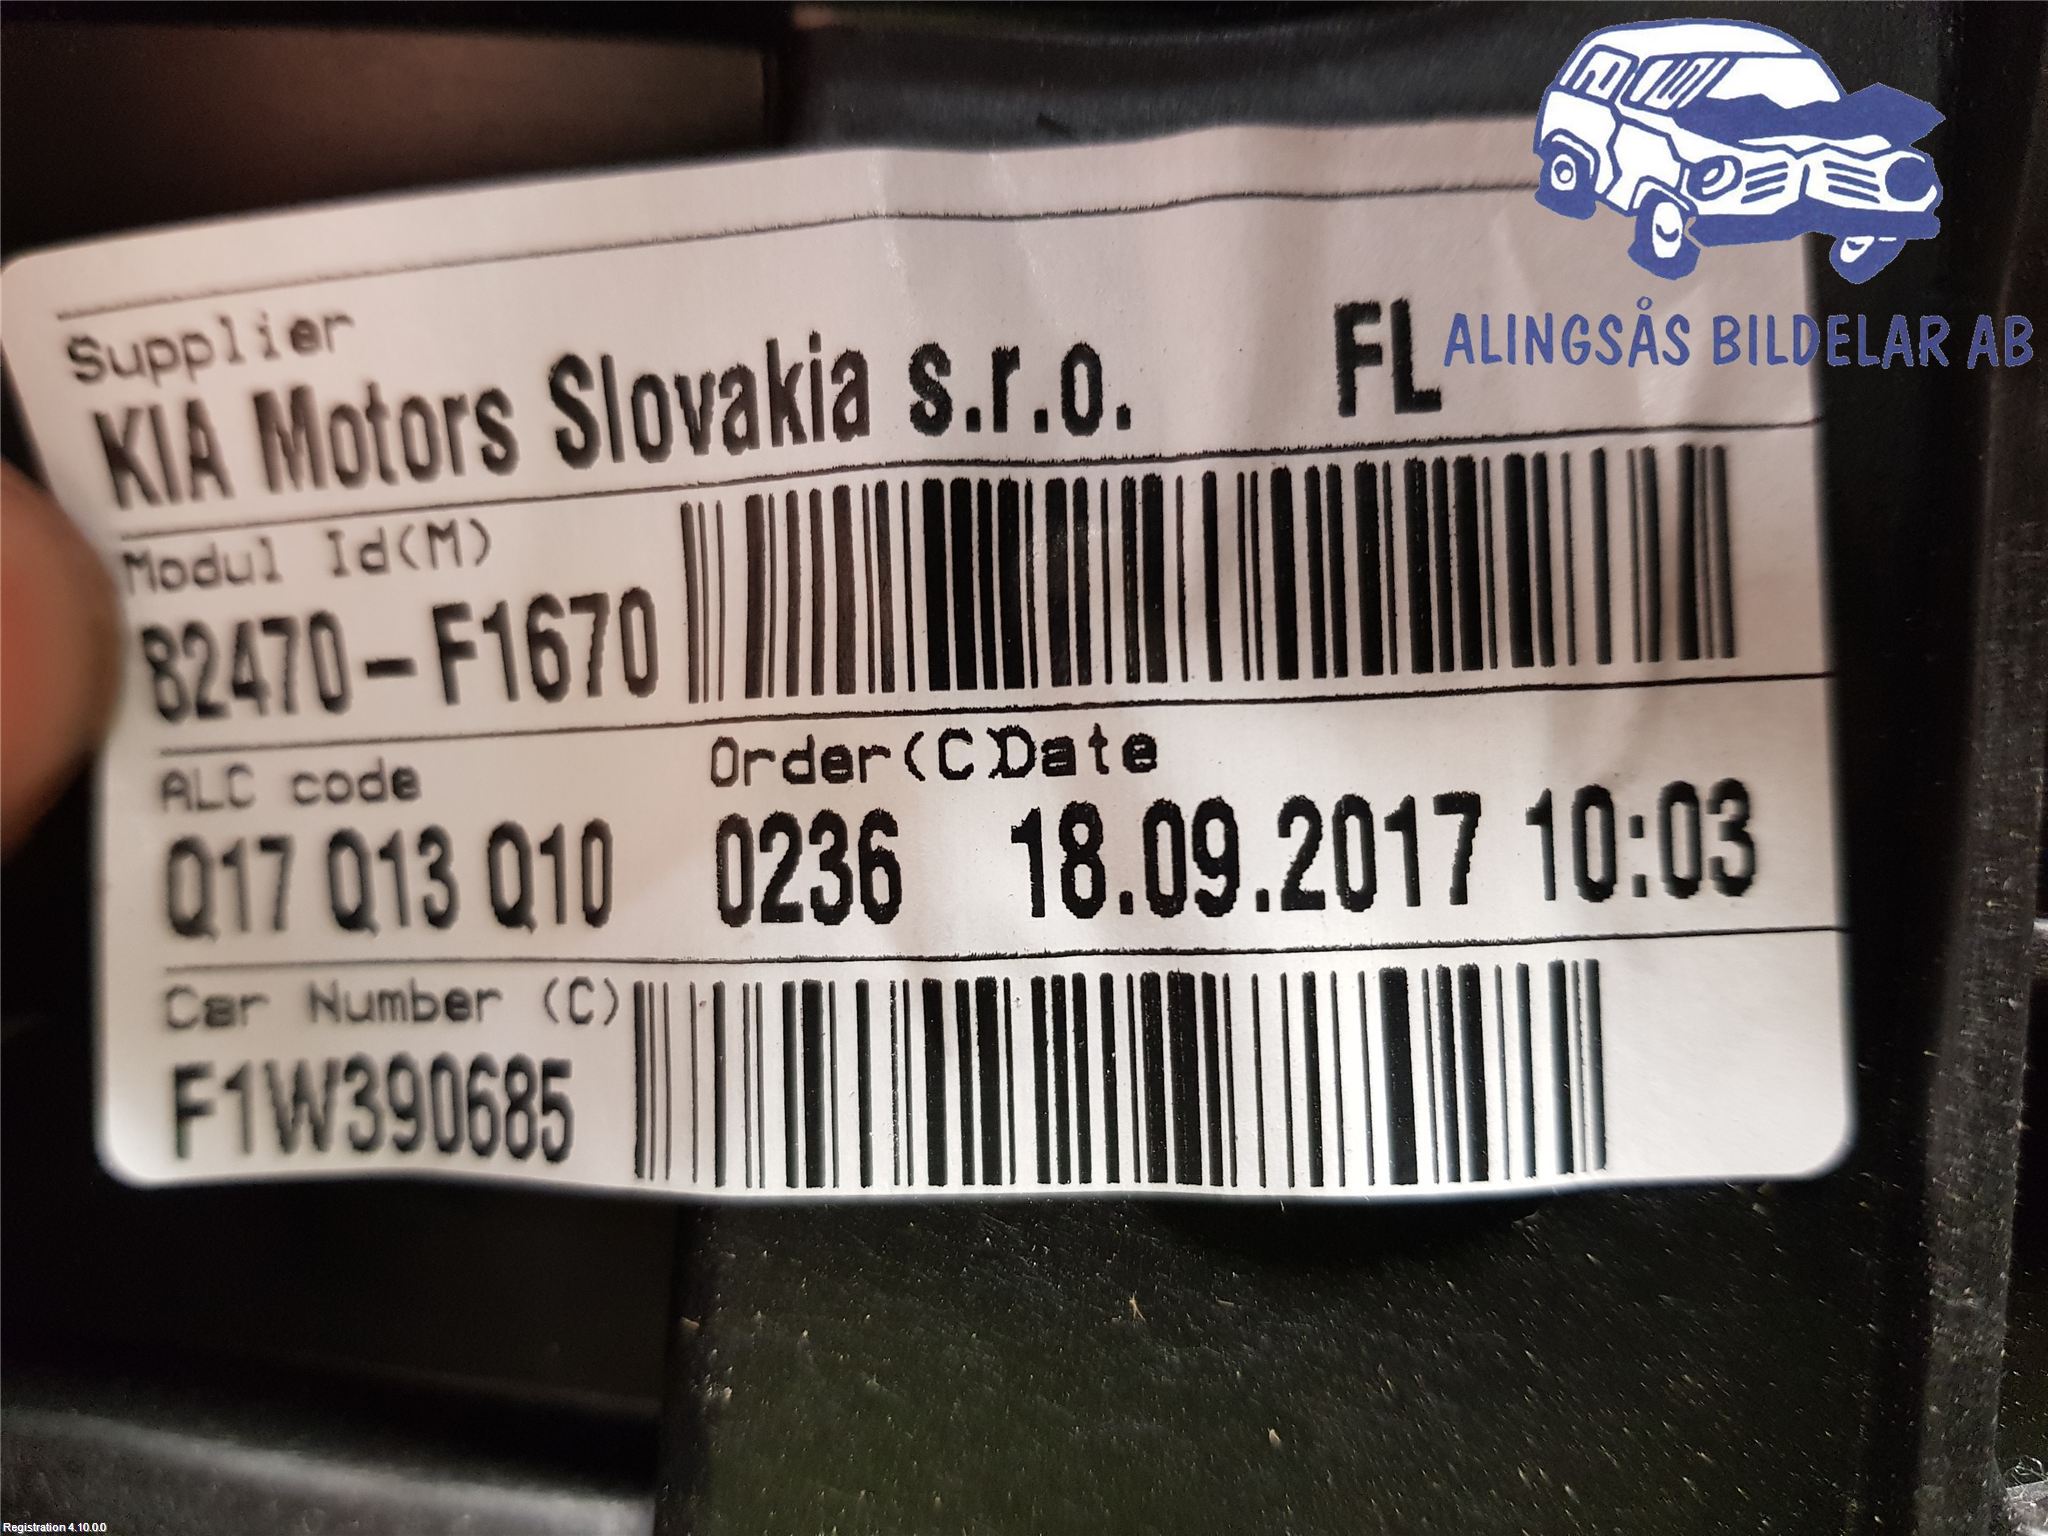 ALINGSÅS BILDELAR AB
Supplier
KIA Motors Slovakia s.r.o. FL
Modul Id(M)
82470-F1670
ALC code Order(C)Date
Q17 Q13 Q10 0236 18.09.2017 10:03
Car Number (C)
F1W390685
Registration 4.10.0.0